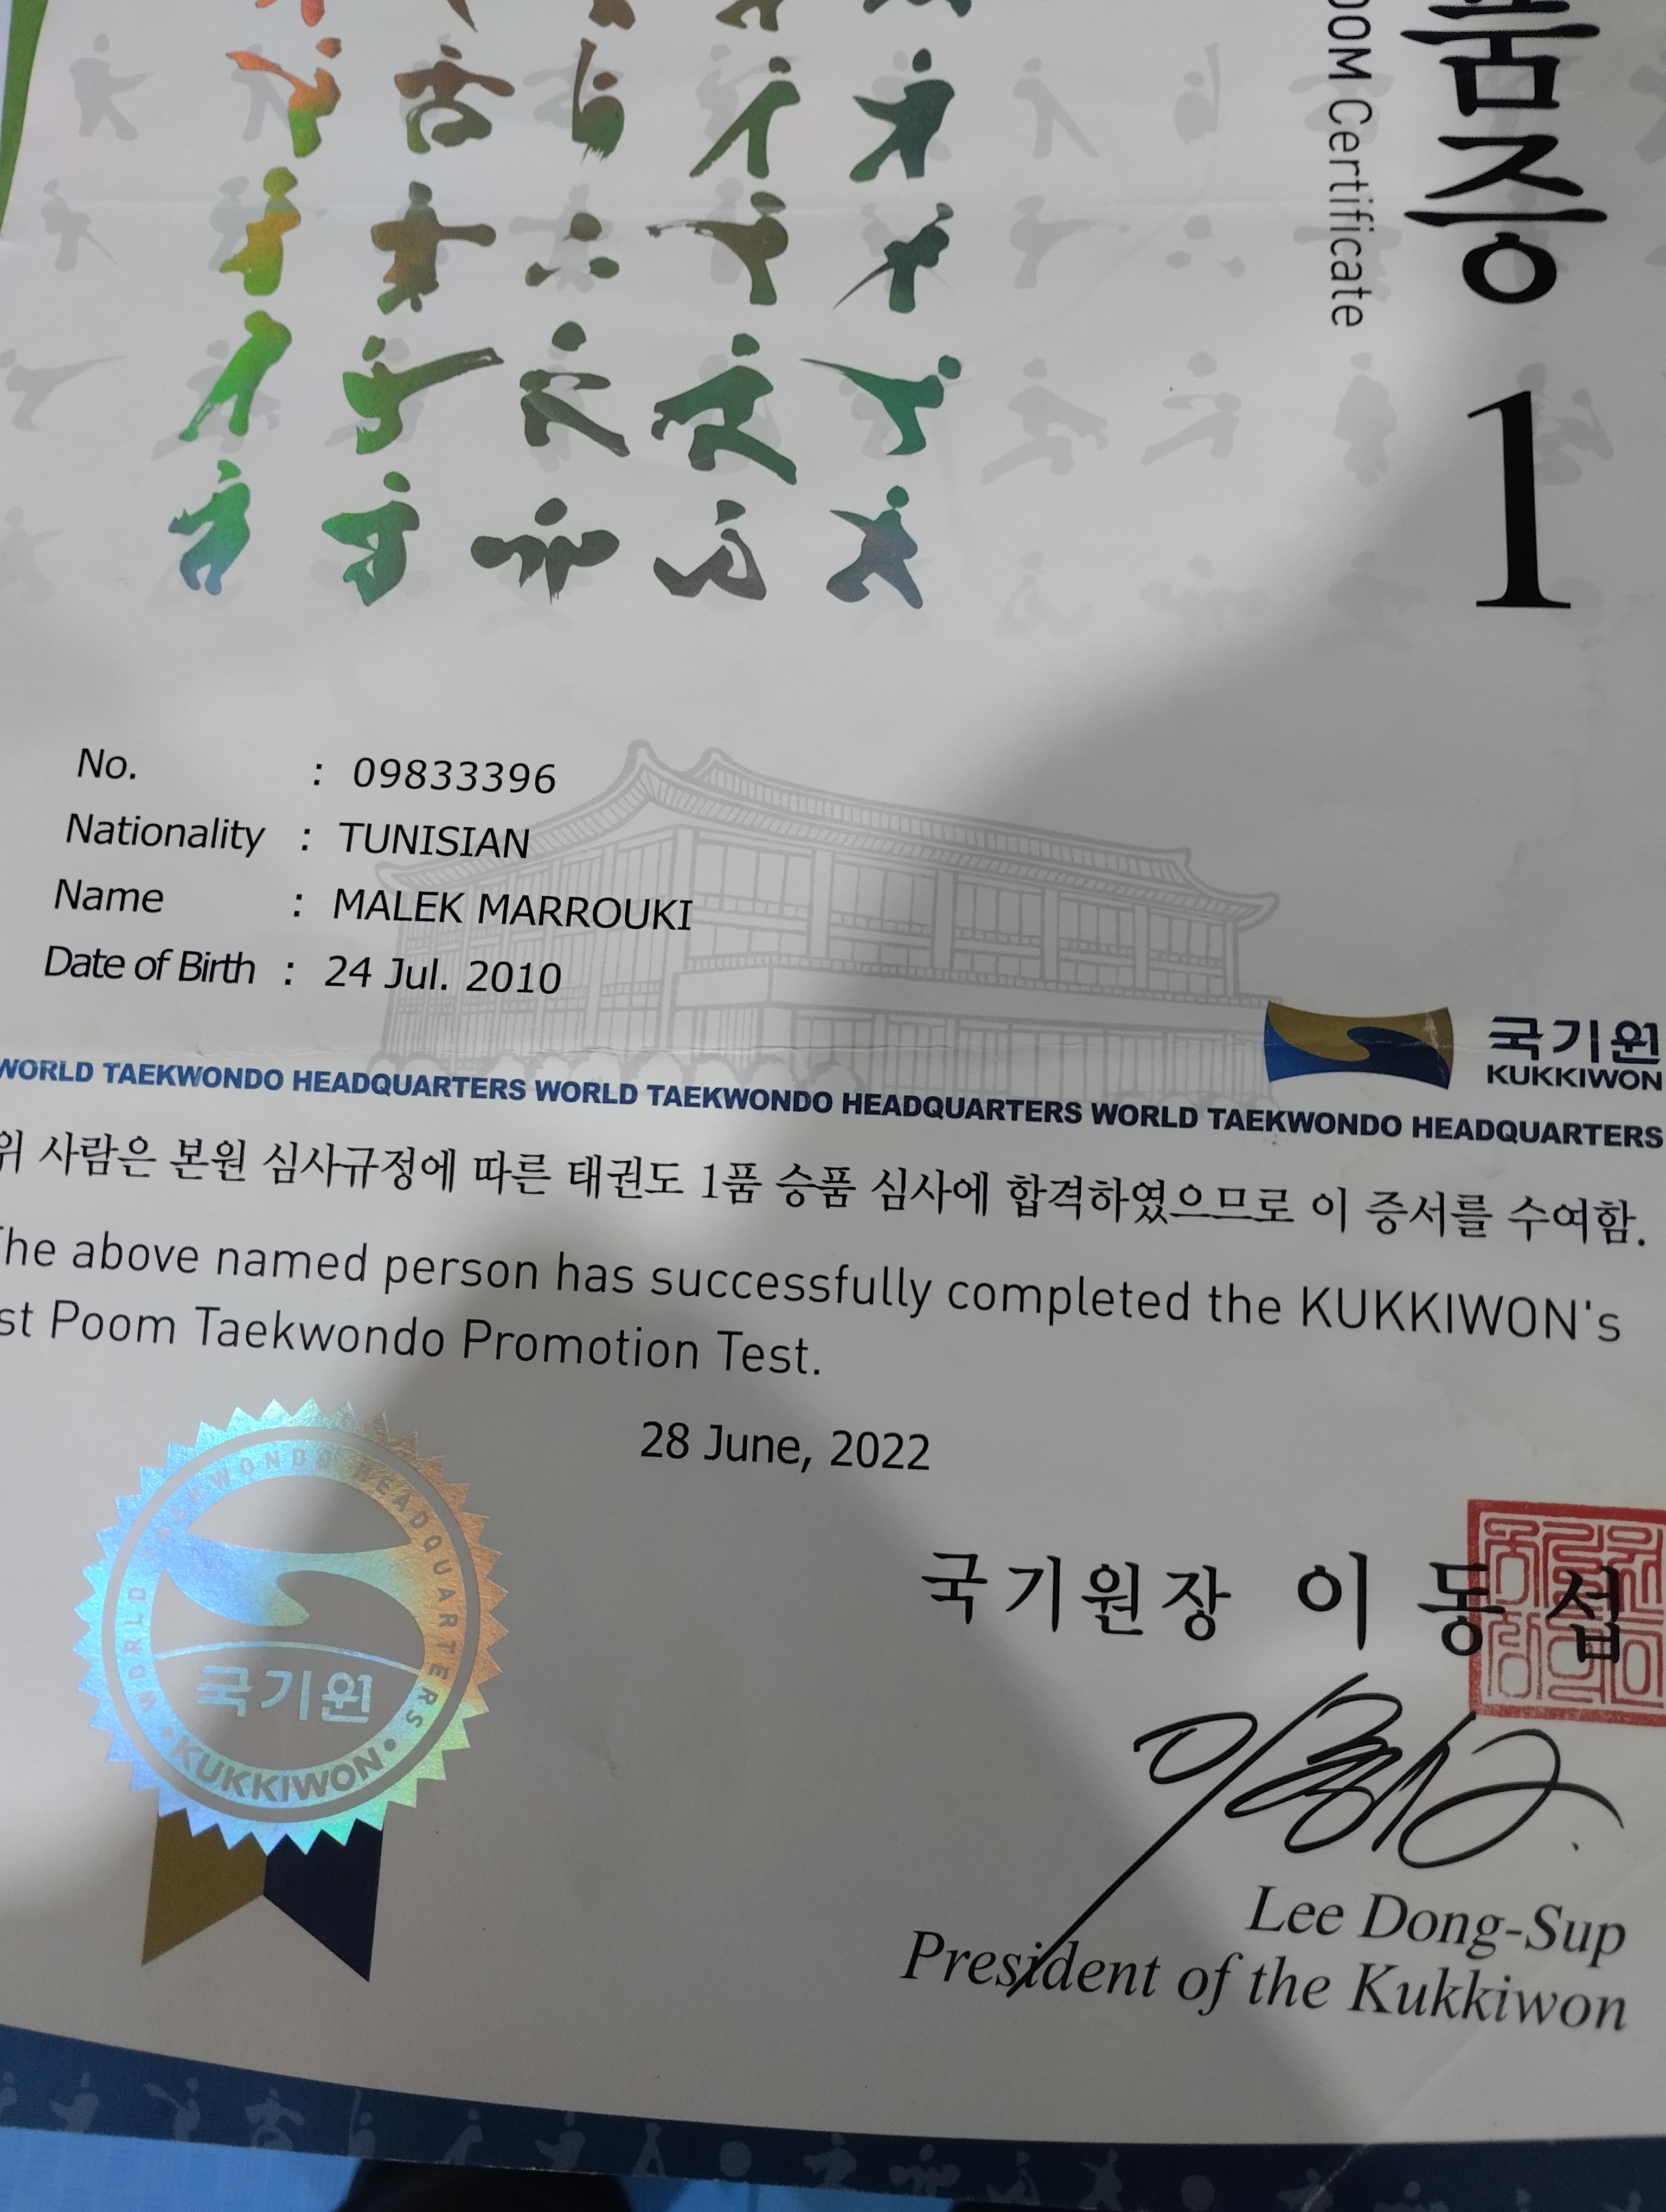 품증
Certificate
1
No. : 09833396
Nationality : TUNISIAN
Name : MALEK MARROUKI
Date of Birth : 24 Jul. 2010
국기원
KUKKIWON
WORLD TAEKWONDO HEADQUARTERS WORLD TAEKWONDO HEADQUARTERS WORLD TAEKWONDO HEADQUARTERS
위 사람은 본원 심사규정에 따른 태권도 1품 승품 심사에 합격하였으므로 이 증서를 수여함.
he above named person has successfully completed the KUKKIWON's
st Poom Taekwondo Promotion Test.
28 June, 2022
WORLD TAEKWONDO HEADQUARTERS
국기원
• KUKKIWON •
국기원장 이 동 섭
Lee Dong-Sup
President of the Kukkiwon